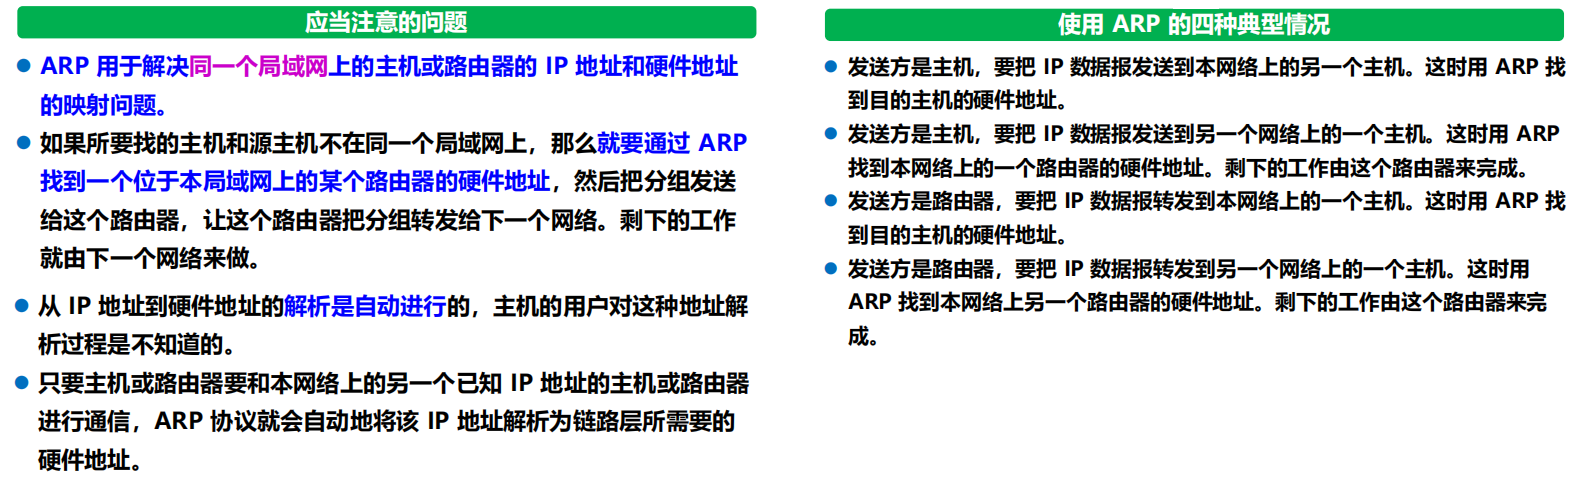 应当注意的问题
ARP 用于解决同一个局域网上的主机或路由器的 IP 地址和硬件地址
的映射问题。
如果所要找的主机和源主机不在同一个局域网上，那么就要通过 ARP
找到一个位于本局域网上的某个路由器的硬件地址，然后把分组发送
给这个路由器，让这个路由器把分组转发给下一个网络。剩下的工作
就由下一个网络来做。
从 IP 地址到硬件地址的解析是自动进行的，主机的用户对这种地址解
析过程是不知道的。
只要主机或路由器要和本网络上的另一个已知 IP 地址的主机或路由器
进行通信，ARP 协议就会自动地将该 IP 地址解析为链路层所需要的
硬件地址。
使用 ARP 的四种典型情况
发送方是主机，要把 IP 数据报发送到本网络上的另一个主机。这时用 ARP 找
到目的主机的硬件地址。
发送方是主机，要把 IP 数据报发送到另一个网络上的一个主机。这时用 ARP
找到本网络上的一个路由器的硬件地址。剩下的工作由这个路由器来完成。
发送方是路由器，要把 IP 数据报转发到本网络上的一个主机。这时用 ARP 找
到目的主机的硬件地址。
发送方是路由器，要把 IP 数据报转发到另一个网络上的一个主机。这时用
ARP 找到本网络上另一个路由器的硬件地址。剩下的工作由这个路由器来完
成。